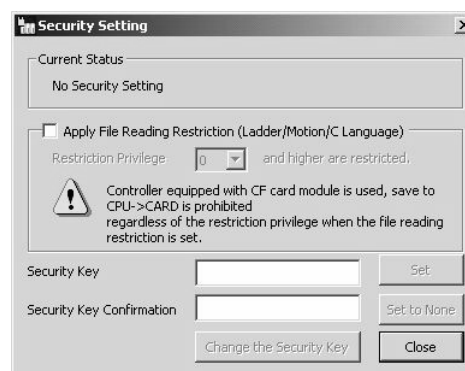 Security Setting
Current Status
No Security Setting
Apply File Reading Restriction (Ladder/Motion/C Language)
Restriction Privilege 0 and higher are restricted.
Controller equipped with CF card module is used, save to
CPU->CARD is prohibited
regardless of the restriction privilege when the file reading
restriction is set.
Security Key Set
Security Key Confirmation Set to None
Change the Security Key Close